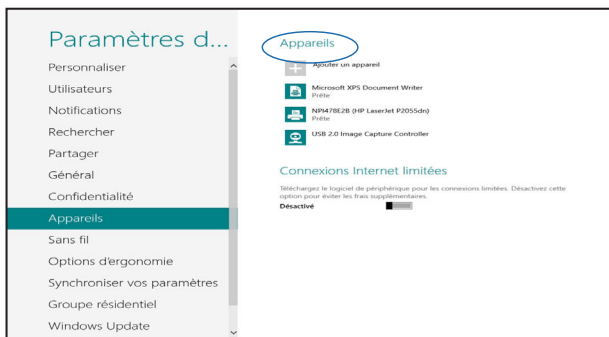 Paramètres d...
Personnaliser
Utilisateurs
Notifications
Rechercher
Partager
Général
Confidentialité
Appareils
Sans fil
Options d'ergonomie
Synchroniser vos paramètres
Groupe résidentiel
Windows Update
Appareils
Ajouter un appareil
Microsoft XPS Document Writer
Prête
NPI478E2B (HP LaserJet P2055dn)
Prête
USB 2.0 Image Capture Controller
Connexions Internet limitées
Téléchargez le logiciel de périphérique pour les connexions limitées. Désactivez cette
option pour éviter les frais supplémentaires.
Désactivé